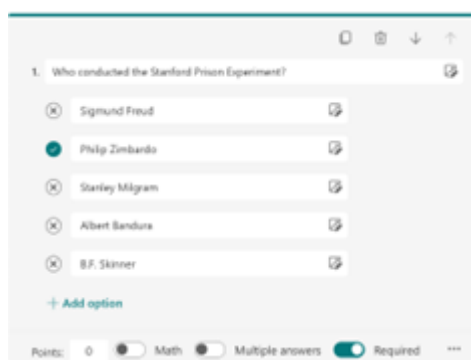 1. Who conducted the Stanford Prison Experiment?
Sigmund Freud
Philip Zimbardo
Stanley Milgram
Albert Bandura
B.F. Skinner
+ Add option
Points: 0 Math Multiple answers Required ...